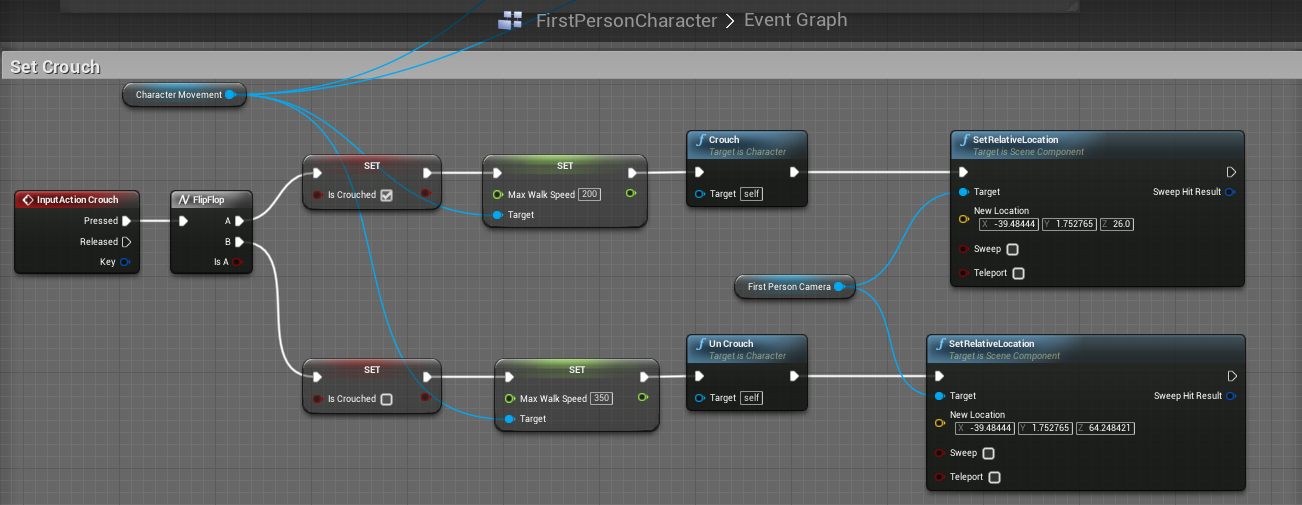 FirstPersonCharacter > Event Graph
Set Crouch
Character Movement
InputAction Crouch
Pressed
Released
Key
FlipFlop
A
B
Is A
SET
Is Crouched
SET
Max Walk Speed 200
Target
Crouch
Target is Character
Target self
SetRelativeLocation
Target is Scene Component
Target
Sweep Hit Result
New Location
X -39.48444 Y 1.752765 Z 26.0
Sweep
Teleport
First Person Camera
SET
Is Crouched
SET
Max Walk Speed 350
Target
Un Crouch
Target is Character
Target self
SetRelativeLocation
Target is Scene Component
Target
Sweep Hit Result
New Location
X -39.48444 Y 1.752765 Z 64.248421
Sweep
Teleport